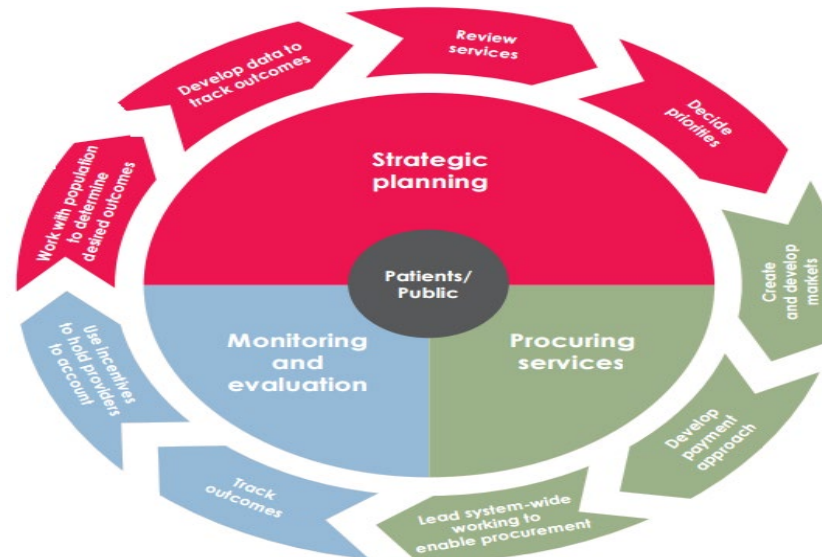 Review
services
Decide
priorities
Create
and develop
markets
Develop
payment
approach
Lead system-wide
working to
enable procurement
Track
outcomes
Use incentives
to hold providers
to account
Work with population
to determine
desired outcomes
Develop data to
track outcomes
Strategic
planning
Patients/
Public
Monitoring
and
evaluation
Procuring
services